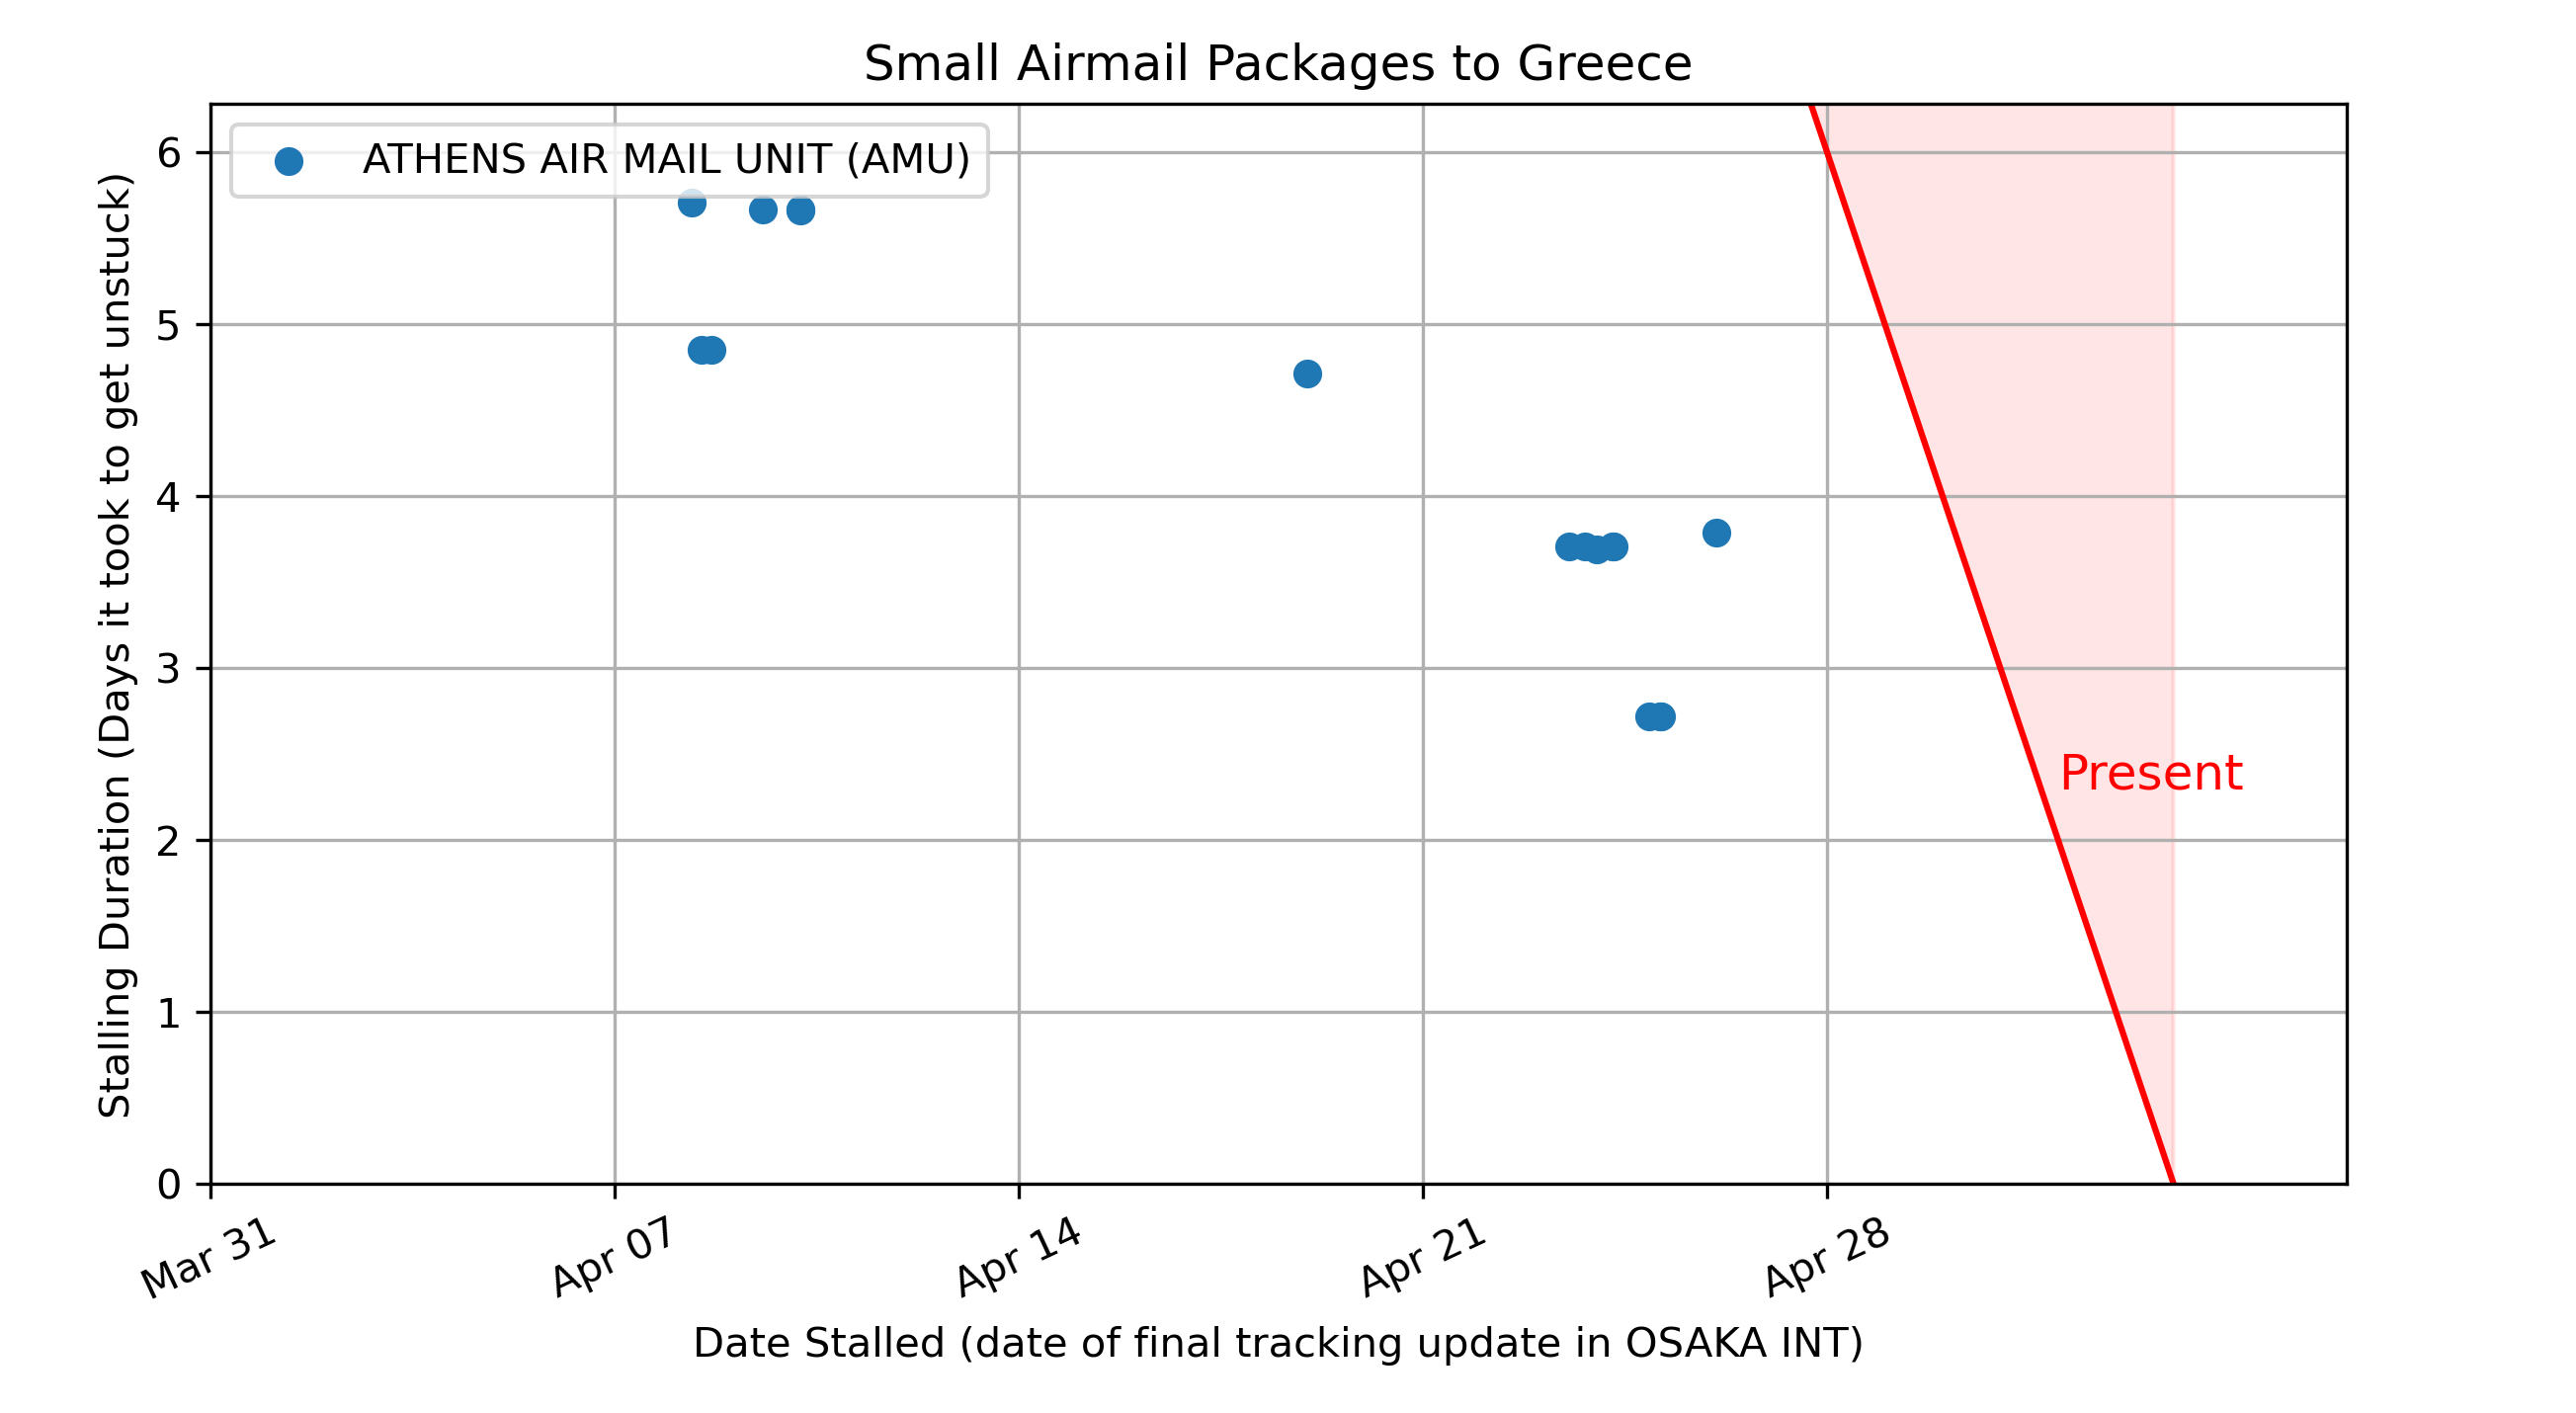 Small Airmail Packages to Greece
ATHENS AIR MAIL UNIT (AMU)
Stalling Duration (Days it took to get unstuck)
6
5
4
3
2
1
0
Present
Mar 31
Apr 07
Apr 14
Apr 21
Apr 28
Date Stalled (date of final tracking update in OSAKA INT)